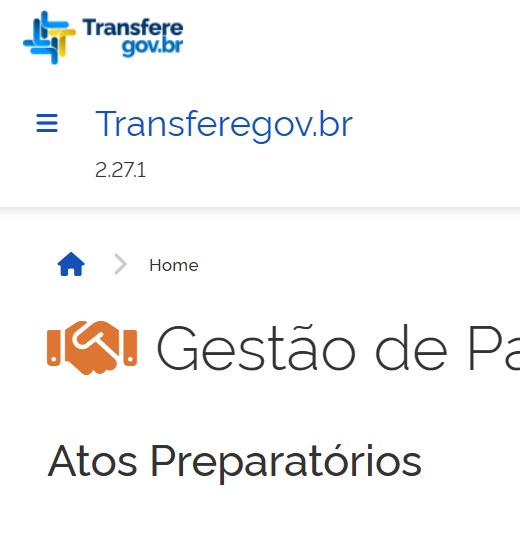 Transfere
gov.br
Transferegov.br
2.27.1
Home
Gestão de Pa
Atos Preparatórios